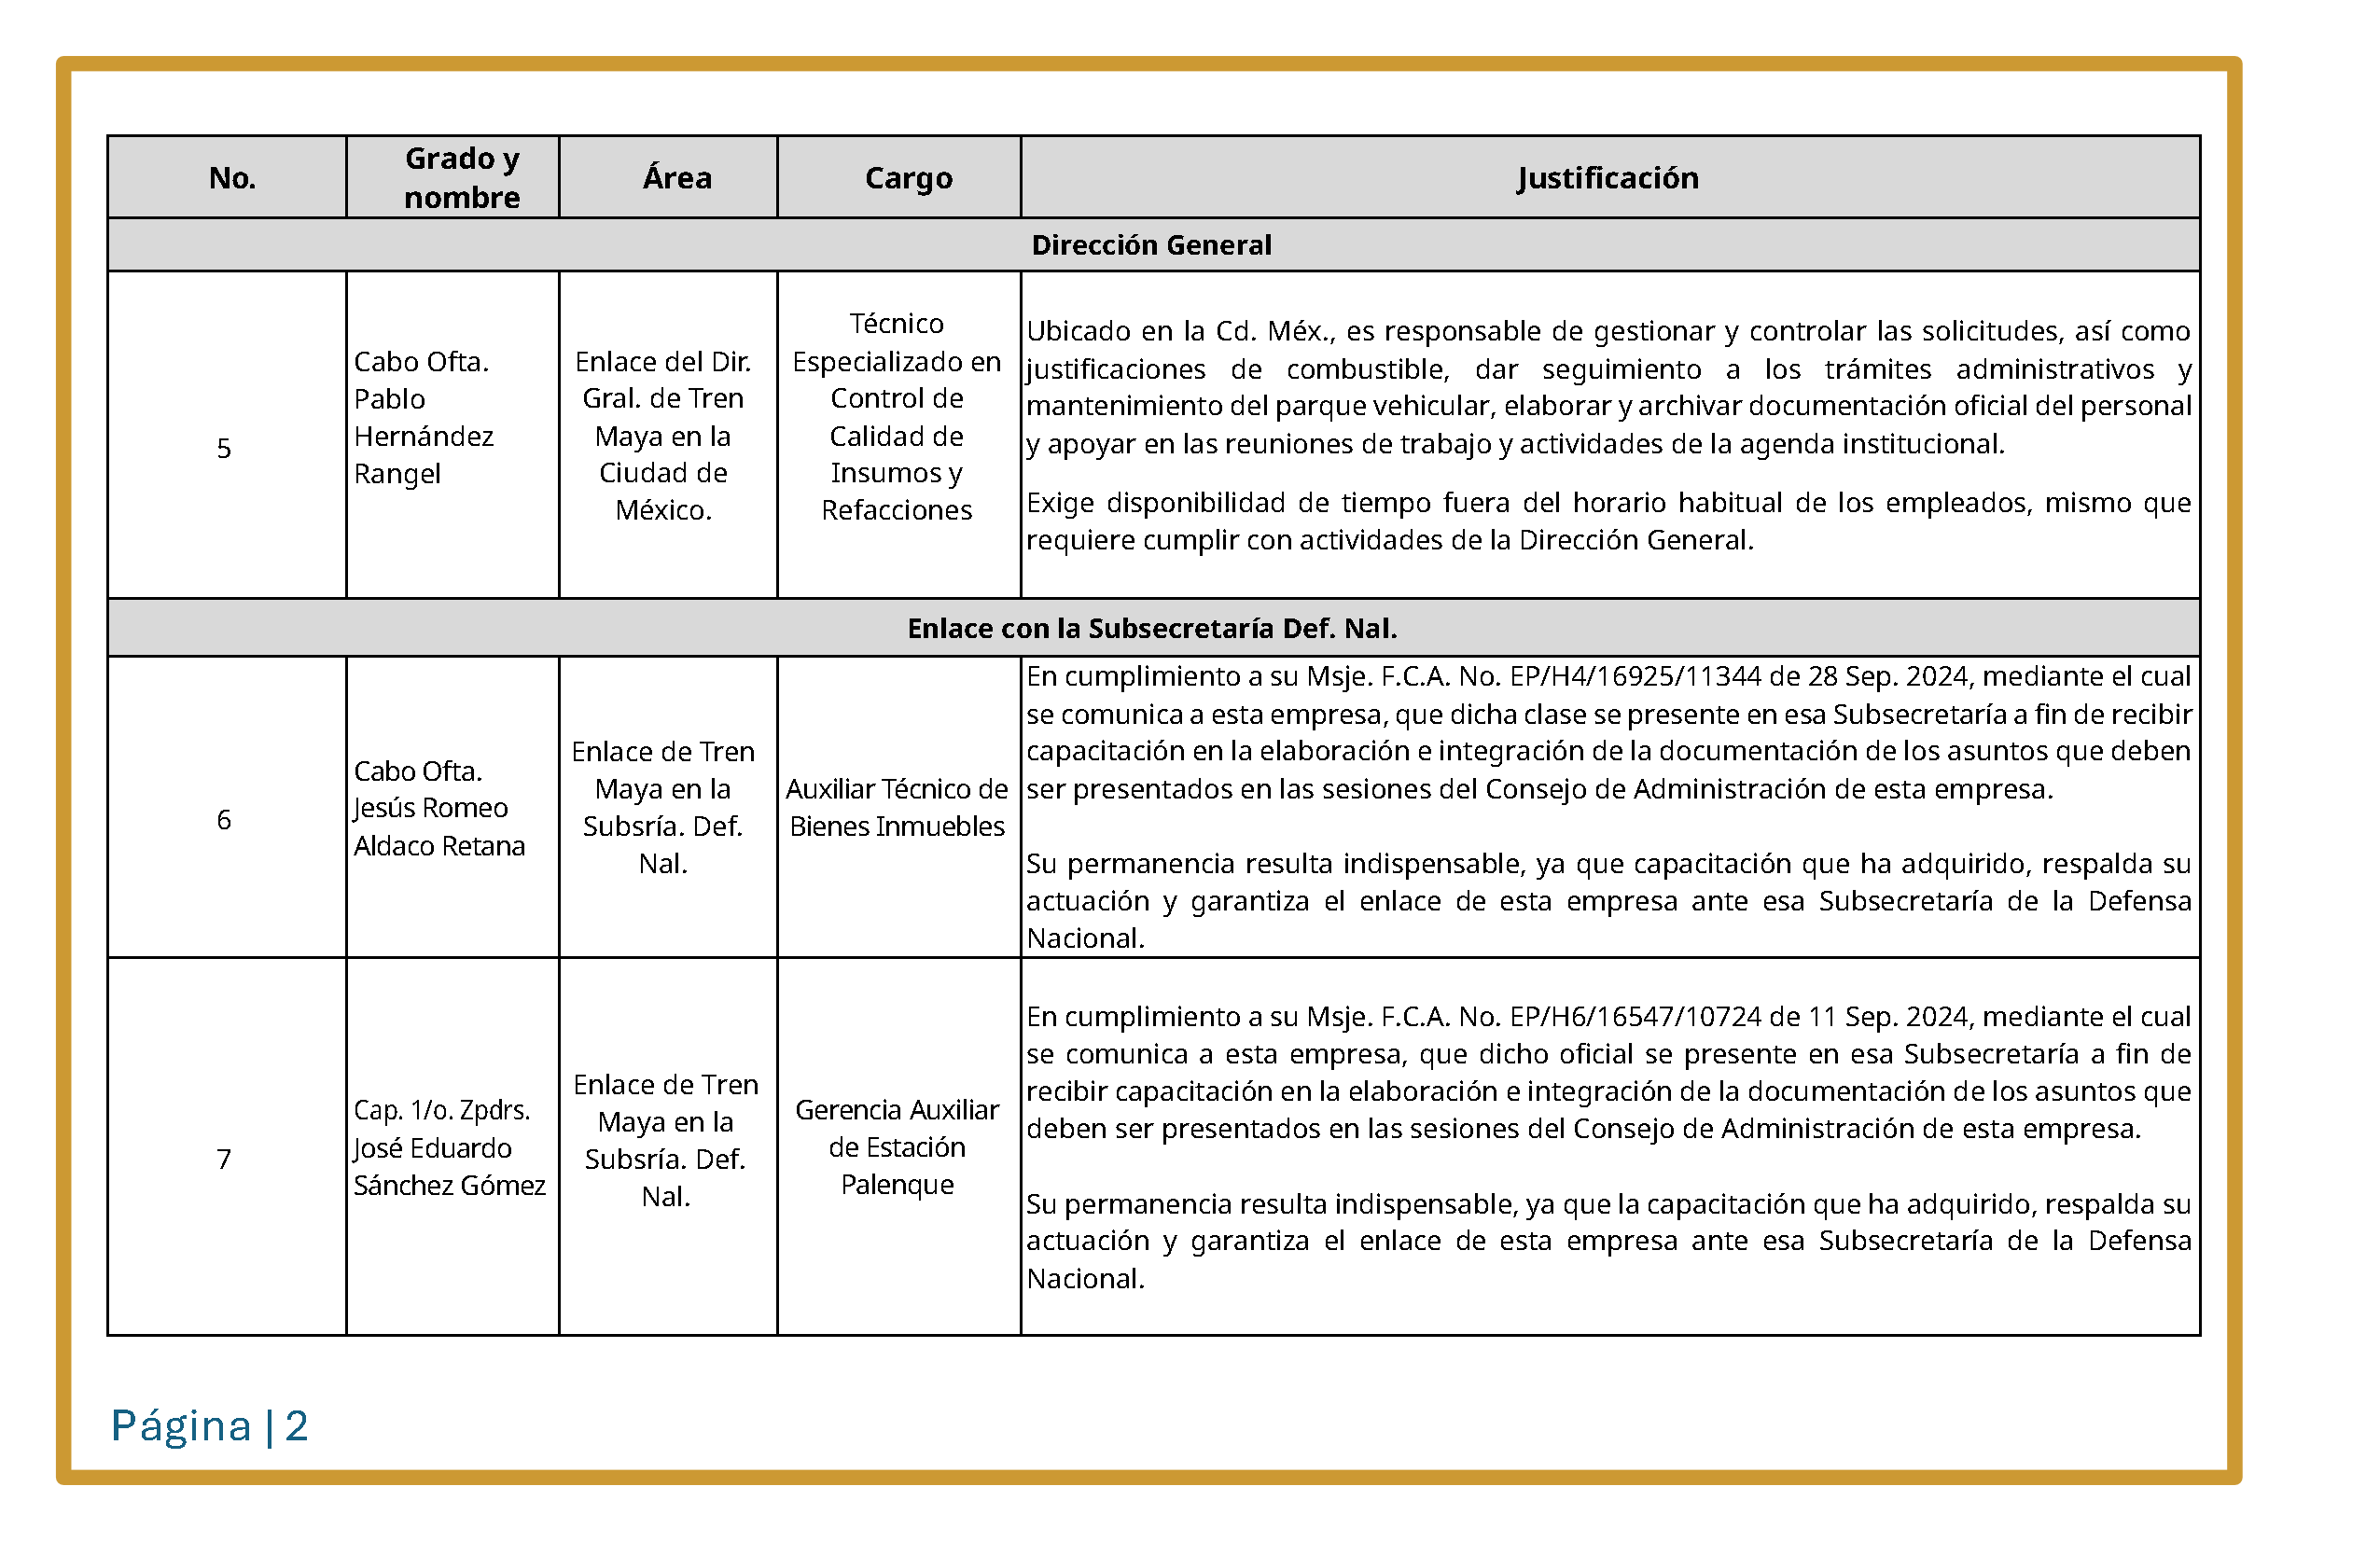 No.
Grado y
nombre
Área
Cargo
Justificación
Dirección General
5
Cabo Ofta.
Pablo
Hernández
Rangel
Enlace del Dir.
Gral. de Tren
Maya en la
Ciudad de
México.
Técnico
Especializado en
Control de
Calidad de
Insumos y
Refacciones
Ubicado en la Cd. Méx., es responsable de gestionar y controlar las solicitudes, así como
justificaciones de combustible, dar seguimiento a los trámites administrativos y
mantenimiento del parque vehicular, elaborar y archivar documentación oficial del personal
y apoyar en las reuniones de trabajo y actividades de la agenda institucional.
Exige disponibilidad de tiempo fuera del horario habitual de los empleados, mismo que
requiere cumplir con actividades de la Dirección General.
Enlace con la Subsecretaría Def. Nal.
6
Cabo Ofta.
Jesús Romeo
Aldaco Retana
Enlace de Tren
Maya en la
Subsría. Def.
Nal.
Auxiliar Técnico de
Bienes Inmuebles
En cumplimiento a su Msje. F.C.A. No. EP/H4/16925/11344 de 28 Sep. 2024, mediante el cual
se comunica a esta empresa, que dicha clase se presente en esa Subsecretaría a fin de recibir
capacitación en la elaboración e integración de la documentación de los asuntos que deben
ser presentados en las sesiones del Consejo de Administración de esta empresa.
Su permanencia resulta indispensable, ya que capacitación que ha adquirido, respalda su
actuación y garantiza el enlace de esta empresa ante esa Subsecretaría de la Defensa
Nacional.
7
Cap. 1/o. Zpdrs.
José Eduardo
Sánchez Gómez
Enlace de Tren
Maya en la
Subsría. Def.
Nal.
Gerencia Auxiliar
de Estación
Palenque
En cumplimiento a su Msje. F.C.A. No. EP/H6/16547/10724 de 11 Sep. 2024, mediante el cual
se comunica a esta empresa, que dicho oficial se presente en esa Subsecretaría a fin de
recibir capacitación en la elaboración e integración de la documentación de los asuntos que
deben ser presentados en las sesiones del Consejo de Administración de esta empresa.
Su permanencia resulta indispensable, ya que la capacitación que ha adquirido, respalda su
actuación y garantiza el enlace de esta empresa ante esa Subsecretaría de la Defensa
Nacional.
Página | 2